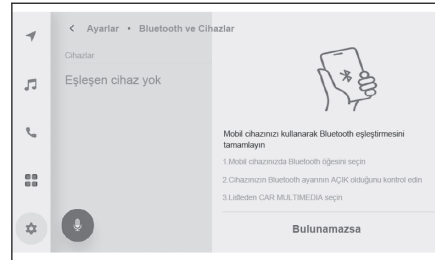 Ayarlar • Bluetooth ve Cihazlar
Cihazlar
Eşleşen cihaz yok
Mobil cihazınızı kullanarak Bluetooth eşleştirmesini
tamamlayın
1.Mobil cihazınızda Bluetooth öğesini seçin
2.Cihazınızın Bluetooth ayarının AÇIK olduğunu kontrol edin
3.Listeden CAR MULTIMEDIA seçin
Bulunamazsa